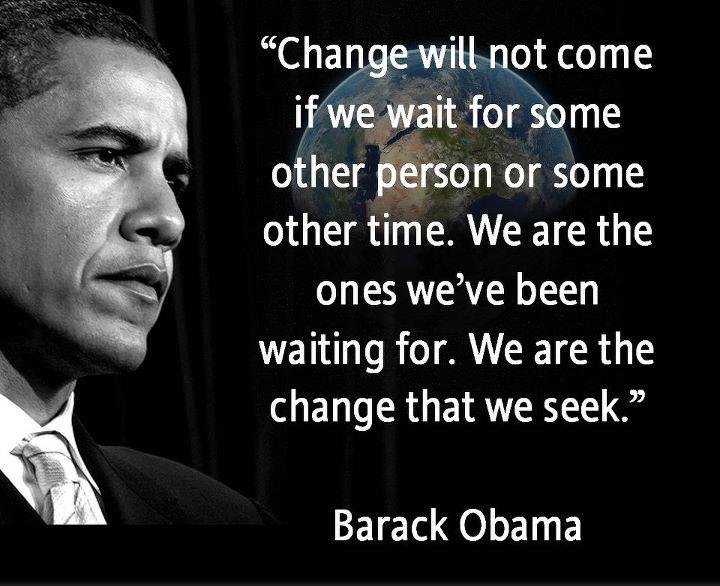 “Change will not come
if we wait for some
other person or some
other time. We are the
ones we’ve been
waiting for. We are the
change that we seek.”
Barack Obama